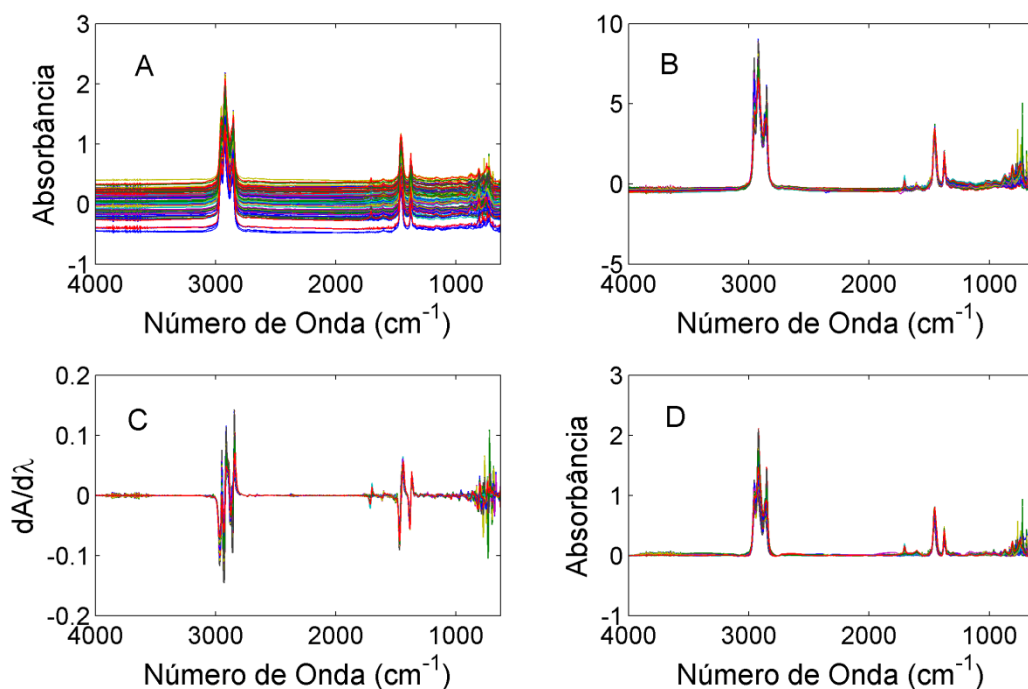 3
2
1
0
-1
A
Absorbância
4000 3000 2000 1000
Número de Onda (cm⁻¹)
10
5
0
-5
B
4000 3000 2000 1000
Número de Onda (cm⁻¹)
0.2
0.1
0
-0.1
-0.2
C
dA/dλ
4000 3000 2000 1000
Número de Onda (cm⁻¹)
3
2
1
0
-1
D
Absorbância
4000 3000 2000 1000
Número de Onda (cm⁻¹)